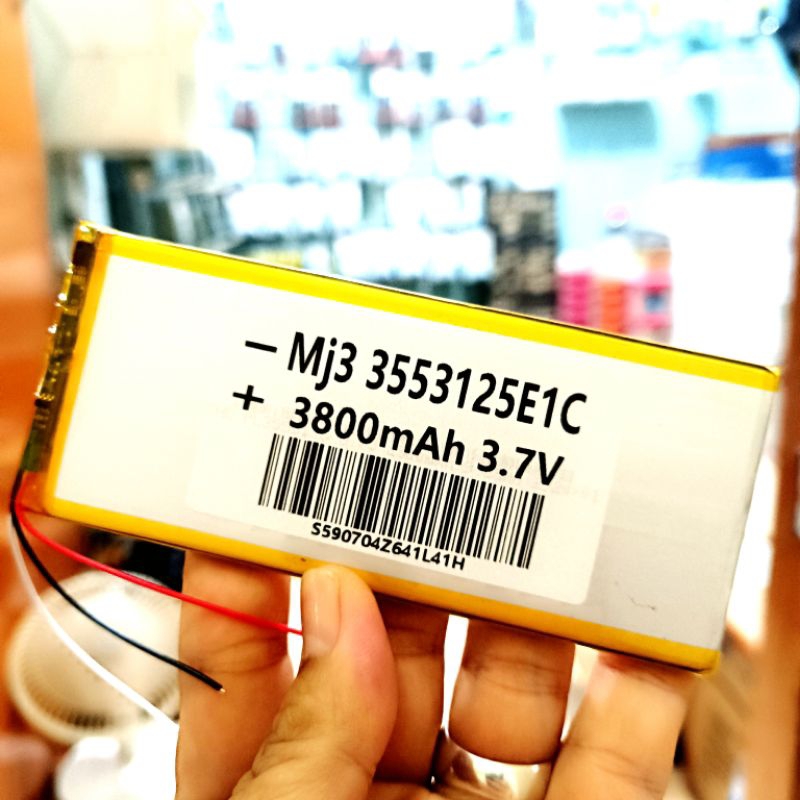 − Mj3 3553125E1C
+ 3800mAh 3.7V
S590704Z641L41H